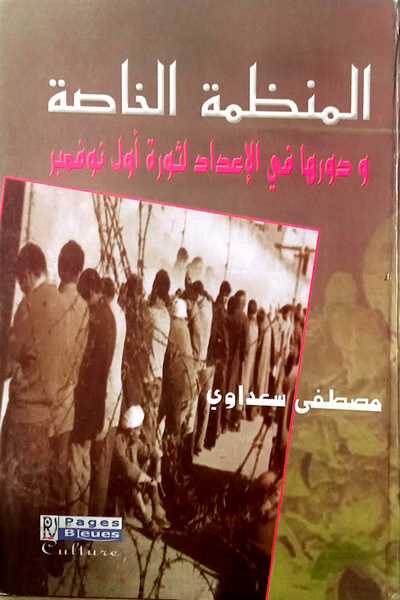 المنظمة الخاصة
و دورها في الإعداد لثورة أول نوفمبر
مصطفى سعداوي
Pages
Bleues
Culture